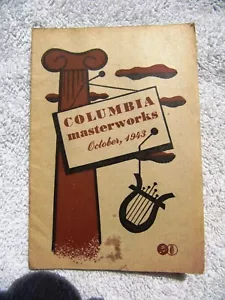 COLUMBIA
masterworks
October, 1943